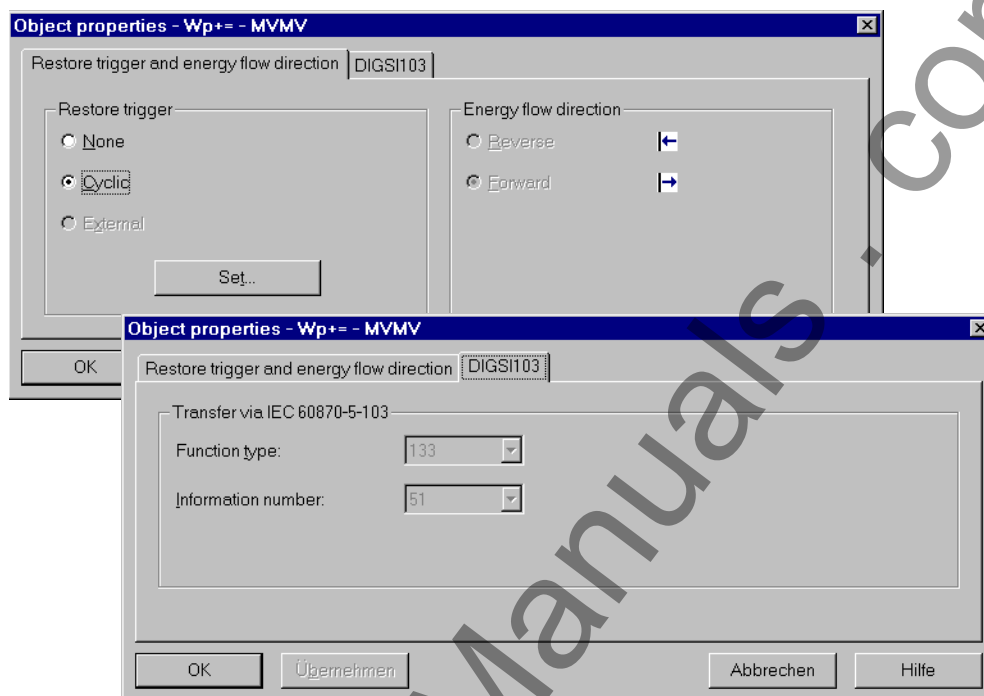 Object properties - Wp+= - MVMV
Restore trigger and energy flow direction DIGSI103
Restore trigger
None
Cyclic
External
Set...
Energy flow direction
Reverse
Forward
OK
Object properties - Wp+= - MVMV
Restore trigger and energy flow direction DIGSI103
Transfer via IEC 60870-5-103
Function type: 133
Information number: 51
OK Übernehmen Abbrechen Hilfe
Manuals . com